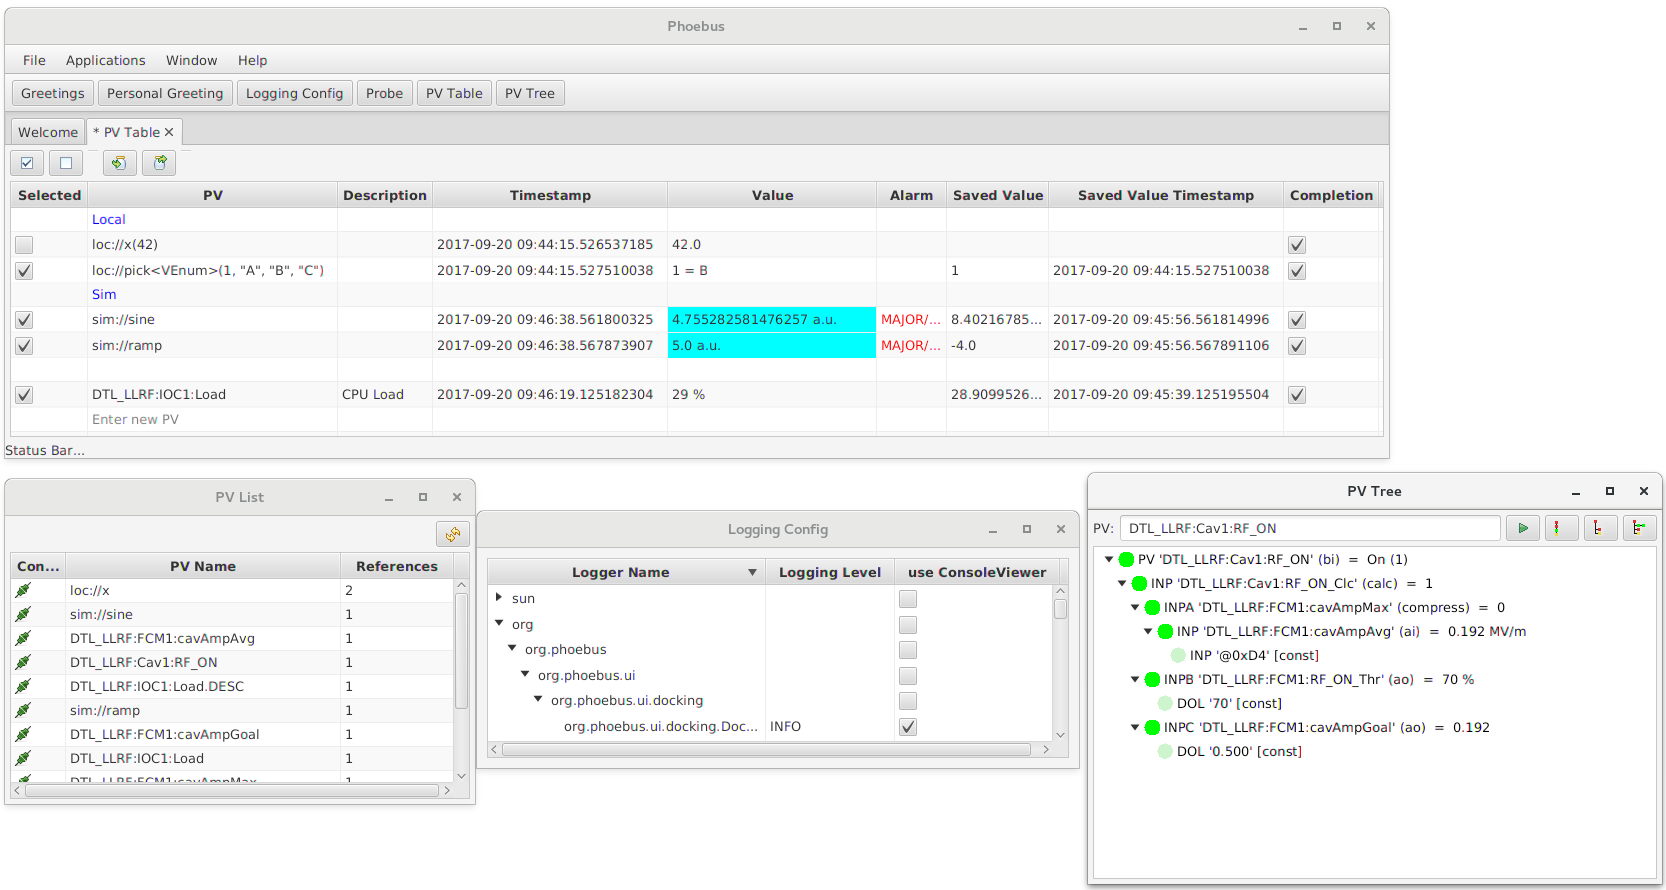 Phoebus
File Applications Window Help
Greetings Personal Greeting Logging Config Probe PV Table PV Tree
Welcome * PV Table
Selected PV Description Timestamp Value Alarm Saved Value Saved Value Timestamp Completion
Local
loc://x(42) 2017-09-20 09:44:15.526537185 42.0
loc://pick<VEnum>(1, "A", "B", "C") 2017-09-20 09:44:15.527510038 1 = B 1 2017-09-20 09:44:15.527510038
Sim
sim://sine 2017-09-20 09:46:38.561800325 4.755282581476257 a.u. MAJOR/... 8.40216785... 2017-09-20 09:45:56.561814996
sim://ramp 2017-09-20 09:46:38.567873907 5.0 a.u. MAJOR/... -4.0 2017-09-20 09:45:56.567891106
DTL_LLRF:IOC1:Load CPU Load 2017-09-20 09:46:19.125182304 29 % 28.9099526... 2017-09-20 09:45:39.125195504
Enter new PV
Status Bar...
PV List
Con... PV Name References
loc://x 2
sim://sine 1
DTL_LLRF:FCM1:cavAmpAvg 1
DTL_LLRF:Cav1:RF_ON 1
DTL_LLRF:IOC1:Load.DESC 1
sim://ramp 1
DTL_LLRF:FCM1:cavAmpGoal 1
DTL_LLRF:IOC1:Load 1
DTL_LLRF:FCM1:cavAmpMax 1
Logging Config
Logger Name Logging Level use ConsoleViewer
sun
org
org.phoebus
org.phoebus.ui
org.phoebus.ui.docking
org.phoebus.ui.docking.Doc... INFO
PV Tree
PV: DTL_LLRF:Cav1:RF_ON
PV 'DTL_LLRF:Cav1:RF_ON' (bi) = On (1)
INP 'DTL_LLRF:Cav1:RF_ON_Clc' (calc) = 1
INPA 'DTL_LLRF:FCM1:cavAmpMax' (compress) = 0
INP 'DTL_LLRF:FCM1:cavAmpAvg' (ai) = 0.192 MV/m
INP '@0xD4' [const]
INPB 'DTL_LLRF:FCM1:RF_ON_Thr' (ao) = 70 %
DOL '70' [const]
INPC 'DTL_LLRF:FCM1:cavAmpGoal' (ao) = 0.192
DOL '0.500' [const]